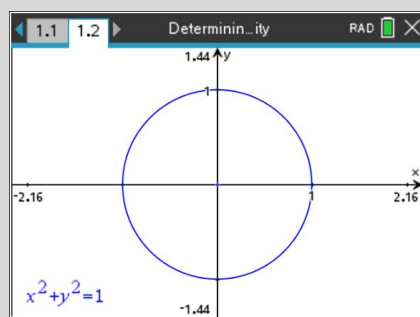 1.1 1.2 Determinin...ity RAD
1.44 y
1
x
-2.16 1 2.16
x²+y²=1
-1.44